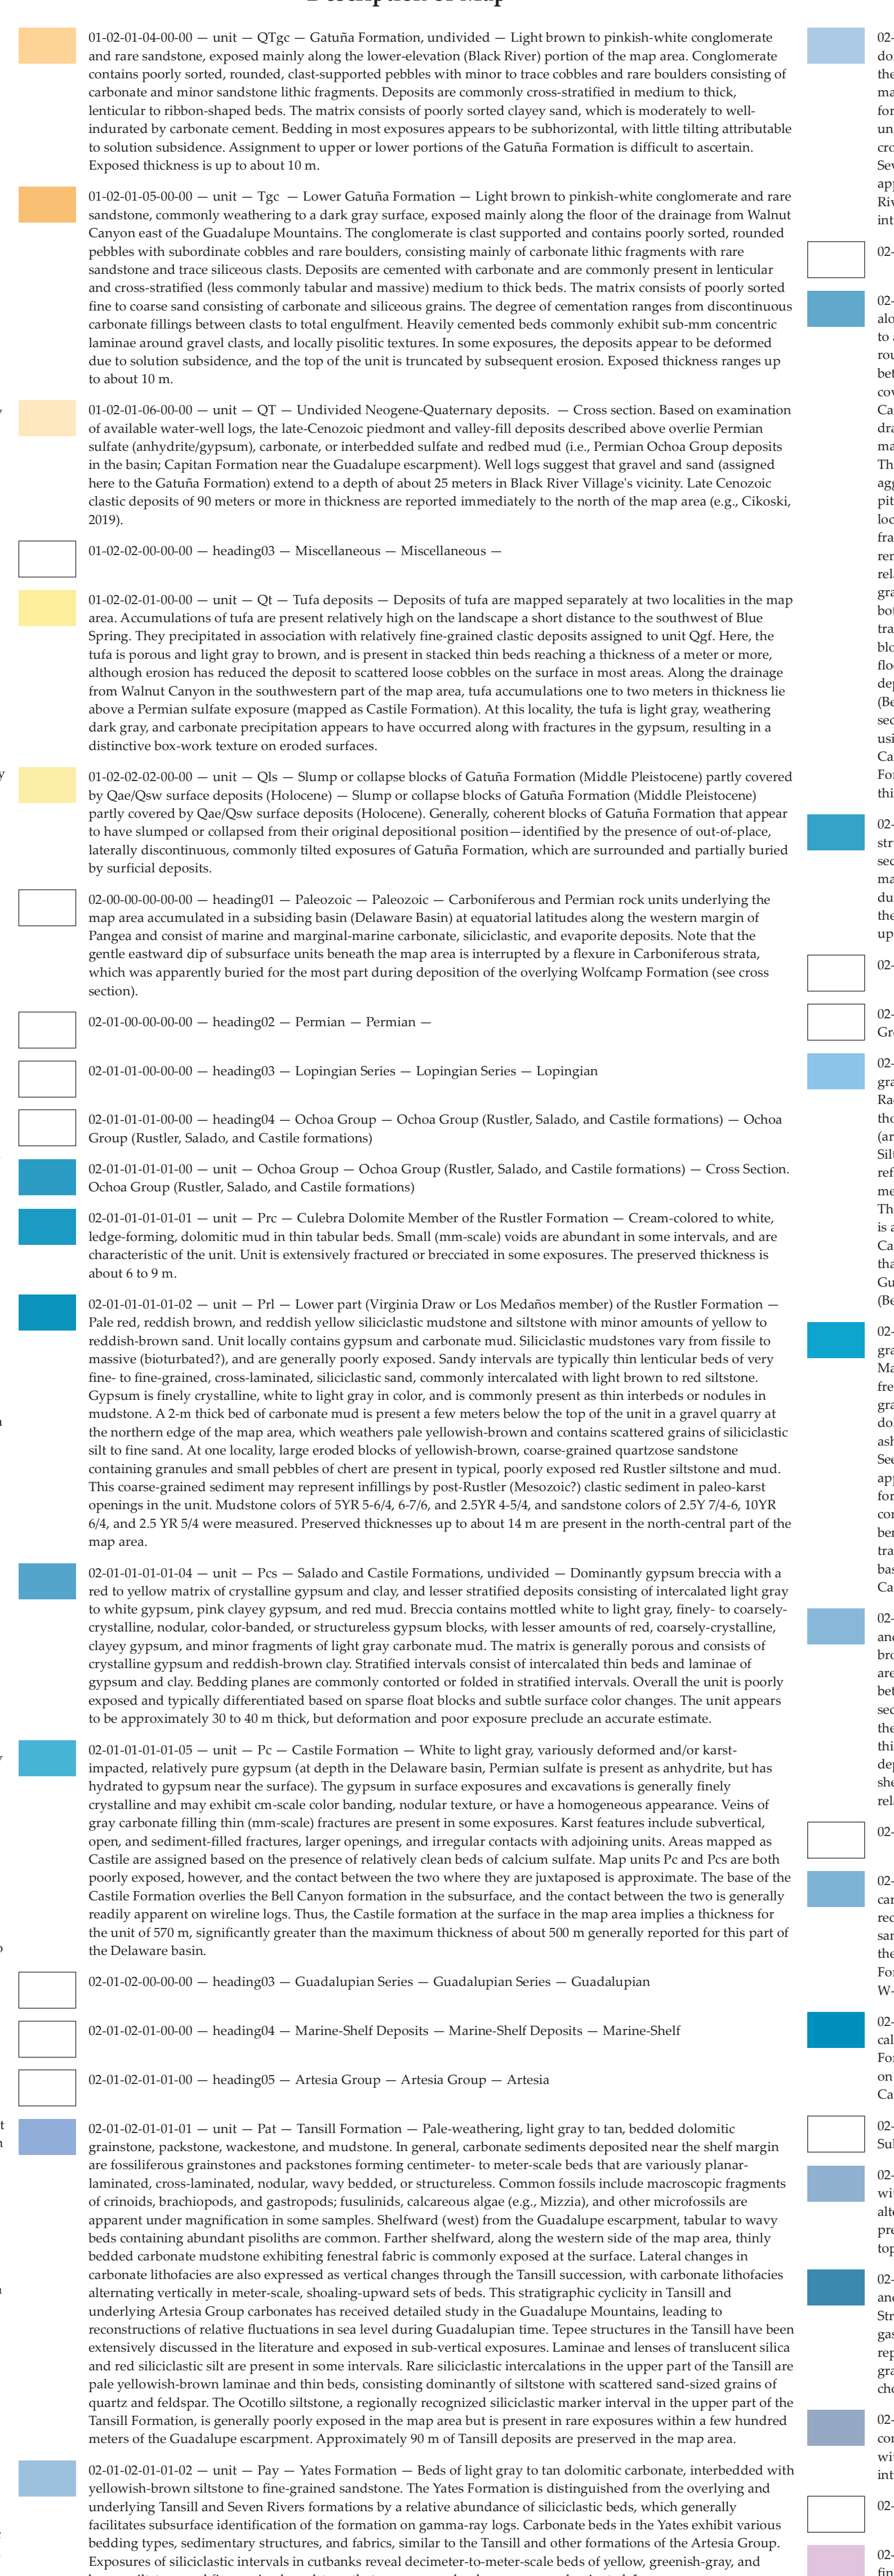 01-02-01-04-00-00 — unit — QTgc — Gatuña Formation, undivided — Light brown to pinkish-white conglomerate
and rare sandstone, exposed mainly along the lower-elevation (Black River) portion of the map area. Conglomerate
contains poorly sorted, rounded, clast-supported pebbles with minor to trace cobbles and rare boulders consisting of
carbonate and minor sandstone lithic fragments. Deposits are commonly cross-stratified in medium to thick,
lenticular to ribbon-shaped beds. The matrix consists of poorly sorted clayey sand, which is moderately to well-
indurated by carbonate cement. Bedding in most exposures appears to be subhorizontal, with little tilting attributable
to solution subsidence. Assignment to upper or lower portions of the Gatuña Formation is difficult to ascertain.
Exposed thickness is up to about 10 m.
01-02-01-05-00-00 — unit — Tgc — Lower Gatuña Formation — Light brown to pinkish-white conglomerate and rare
sandstone, commonly weathering to a dark gray surface, exposed mainly along the floor of the drainage from Walnut
Canyon east of the Guadalupe Mountains. The conglomerate is clast supported and contains poorly sorted, rounded
pebbles with subordinate cobbles and rare boulders, consisting mainly of carbonate lithic fragments with rare
sandstone and trace siliceous clasts. Deposits are cemented with carbonate and are commonly present in lenticular
and cross-stratified (less commonly tabular and massive) medium to thick beds. The matrix consists of poorly sorted
fine to coarse sand consisting of carbonate and siliceous grains. The degree of cementation ranges from discontinuous
carbonate fillings between clasts to total engulfment. Heavily cemented beds commonly exhibit sub-mm concentric
laminae around gravel clasts, and locally pisolitic textures. In some exposures, the deposits appear to be deformed
due to solution subsidence, and the top of the unit is truncated by subsequent erosion. Exposed thickness ranges up
to about 10 m.
01-02-01-06-00-00 — unit — QT — Undivided Neogene-Quaternary deposits. — Cross section. Based on examination
of available water-well logs, the late-Cenozoic piedmont and valley-fill deposits described above overlie Permian
sulfate (anhydrite/gypsum), carbonate, or interbedded sulfate and redbed mud (i.e., Permian Ochoa Group deposits
in the basin; Capitan Formation near the Guadalupe escarpment). Well logs suggest that gravel and sand (assigned
here to the Gatuña Formation) extend to a depth of about 25 meters in Black River Village's vicinity. Late Cenozoic
clastic deposits of 90 meters or more in thickness are reported immediately to the north of the map area (e.g., Cikoski,
2019).
01-02-02-00-00-00 — heading03 — Miscellaneous — Miscellaneous —
01-02-02-01-00-00 — unit — Qt — Tufa deposits — Deposits of tufa are mapped separately at two localities in the map
area. Accumulations of tufa are present relatively high on the landscape a short distance to the southwest of Blue
Spring. They precipitated in association with relatively fine-grained clastic deposits assigned to unit Qgf. Here, the
tufa is porous and light gray to brown, and is present in stacked thin beds reaching a thickness of a meter or more,
although erosion has reduced the deposit to scattered loose cobbles on the surface in most areas. Along the drainage
from Walnut Canyon in the southwestern part of the map area, tufa accumulations one to two meters in thickness lie
above a Permian sulfate exposure (mapped as Castile Formation). At this locality, the tufa is light gray, weathering
dark gray, and carbonate precipitation appears to have occurred along with fractures in the gypsum, resulting in a
distinctive box-work texture on eroded surfaces.
01-02-02-02-00-00 — unit — Qls — Slump or collapse blocks of Gatuña Formation (Middle Pleistocene) partly covered
by Qae/Qsw surface deposits (Holocene) — Slump or collapse blocks of Gatuña Formation (Middle Pleistocene)
partly covered by Qae/Qsw surface deposits (Holocene). Generally, coherent blocks of Gatuña Formation that appear
to have slumped or collapsed from their original depositional position—identified by the presence of out-of-place,
laterally discontinuous, commonly tilted exposures of Gatuña Formation, which are surrounded and partially buried
by surficial deposits.
02-00-00-00-00-00 — heading01 — Paleozoic — Paleozoic — Carboniferous and Permian rock units underlying the
map area accumulated in a subsiding basin (Delaware Basin) at equatorial latitudes along the western margin of
Pangea and consist of marine and marginal-marine carbonate, siliciclastic, and evaporite deposits. Note that the
gentle eastward dip of subsurface units beneath the map area is interrupted by a flexure in Carboniferous strata,
which was apparently buried for the most part during deposition of the overlying Wolfcamp Formation (see cross
section).
02-01-00-00-00-00 — heading02 — Permian — Permian —
02-01-01-00-00-00 — heading03 — Lopingian Series — Lopingian Series — Lopingian
02-01-01-01-00-00 — heading04 — Ochoa Group — Ochoa Group (Rustler, Salado, and Castile formations) — Ochoa
Group (Rustler, Salado, and Castile formations)
02-01-01-01-01-00 — unit — Ochoa Group — Ochoa Group (Rustler, Salado, and Castile formations) — Cross Section.
Ochoa Group (Rustler, Salado, and Castile formations)
02-01-01-01-01-01 — unit — Prc — Culebra Dolomite Member of the Rustler Formation — Cream-colored to white,
ledge-forming, dolomitic mud in thin tabular beds. Small (mm-scale) voids are abundant in some intervals, and are
characteristic of the unit. Unit is extensively fractured or brecciated in some exposures. The preserved thickness is
about 6 to 9 m.
02-01-01-01-01-02 — unit — Prl — Lower part (Virginia Draw or Los Medaños member) of the Rustler Formation —
Pale red, reddish brown, and reddish yellow siliciclastic mudstone and siltstone with minor amounts of yellow to
reddish-brown sand. Unit locally contains gypsum and carbonate mud. Siliciclastic mudstones vary from fissile to
massive (bioturbated?), and are generally poorly exposed. Sandy intervals are typically thin lenticular beds of very
fine- to fine-grained, cross-laminated, siliciclastic sand, commonly intercalated with light brown to red siltstone.
Gypsum is finely crystalline, white to light gray in color, and is commonly present as thin interbeds or nodules in
mudstone. A 2-m thick bed of carbonate mud is present a few meters below the top of the unit in a gravel quarry at
the northern edge of the map area, which weathers pale yellowish-brown and contains scattered grains of siliciclastic
silt to fine sand. At one locality, large eroded blocks of yellowish-brown, coarse-grained quartzose sandstone
containing granules and small pebbles of chert are present in typical, poorly exposed red Rustler siltstone and mud.
This coarse-grained sediment may represent infillings by post-Rustler (Mesozoic?) clastic sediment in paleo-karst
openings in the unit. Mudstone colors of 5YR 5-6/4, 6-7/6, and 2.5YR 4-5/4, and sandstone colors of 2.5Y 7/4-6, 10YR
6/4, and 2.5 YR 5/4 were measured. Preserved thicknesses up to about 14 m are present in the north-central part of the
map area.
02-01-01-01-01-04 — unit — Pcs — Salado and Castile Formations, undivided — Dominantly gypsum breccia with a
red to yellow matrix of crystalline gypsum and clay, and lesser stratified deposits consisting of intercalated light gray
to white gypsum, pink clayey gypsum, and red mud. Breccia contains mottled white to light gray, finely- to coarsely-
crystalline, nodular, color-banded, or structureless gypsum blocks, with lesser amounts of red, coarsely-crystalline,
clayey gypsum, and minor fragments of light gray carbonate mud. The matrix is generally porous and consists of
crystalline gypsum and reddish-brown clay. Stratified intervals consist of intercalated thin beds and laminae of
gypsum and clay. Bedding planes are commonly contorted or folded in stratified intervals. Overall the unit is poorly
exposed and typically differentiated based on sparse float blocks and subtle surface color changes. The unit appears
to be approximately 30 to 40 m thick, but deformation and poor exposure preclude an accurate estimate.
02-01-01-01-01-05 — unit — Pc — Castile Formation — White to light gray, variously deformed and/or karst-
impacted, relatively pure gypsum (at depth in the Delaware basin, Permian sulfate is present as anhydrite, but has
hydrated to gypsum near the surface). The gypsum in surface exposures and excavations is generally finely
crystalline and may exhibit cm-scale color banding, nodular texture, or have a homogeneous appearance. Veins of
gray carbonate filling thin (mm-scale) fractures are present in some exposures. Karst features include subvertical,
open, and sediment-filled fractures, larger openings, and irregular contacts with adjoining units. Areas mapped as
Castile are assigned based on the presence of relatively clean beds of calcium sulfate. Map units Pc and Pcs are both
poorly exposed, however, and the contact between the two where they are juxtaposed is approximate. The base of the
Castile Formation overlies the Bell Canyon formation in the subsurface, and the contact between the two is generally
readily apparent on wireline logs. Thus, the Castile formation at the surface in the map area implies a thickness for
the unit of 570 m, significantly greater than the maximum thickness of about 500 m generally reported for this part of
the Delaware basin.
02-01-02-00-00-00 — heading03 — Guadalupian Series — Guadalupian Series — Guadalupian
02-01-02-01-00-00 — heading04 — Marine-Shelf Deposits — Marine-Shelf Deposits — Marine-Shelf
02-01-02-01-01-00 — heading05 — Artesia Group — Artesia Group — Artesia
02-01-02-01-01-01 — unit — Pat — Tansill Formation — Pale-weathering, light gray to tan, bedded dolomitic
grainstone, packstone, wackestone, and mudstone. In general, carbonate sediments deposited near the shelf margin
are fossiliferous grainstones and packstones forming centimeter- to meter-scale beds that are variously planar-
laminated, cross-laminated, nodular, wavy bedded, or structureless. Common fossils include macroscopic fragments
of crinoids, brachiopods, and gastropods; fusulinids, calcareous algae (e.g., Mizzia), and other microfossils are
apparent under magnification in some samples. Shelfward (west) from the Guadalupe escarpment, tabular to wavy
beds containing abundant pisoliths are common. Farther shelfward, along the western side of the map area, thinly
bedded carbonate mudstone exhibiting fenestral fabric is commonly exposed at the surface. Lateral changes in
carbonate lithofacies are also expressed as vertical changes through the Tansill succession, with carbonate lithofacies
alternating vertically in meter-scale, shoaling-upward sets of beds. This stratigraphic cyclicity in Tansill and
underlying Artesia Group carbonates has received detailed study in the Guadalupe Mountains, leading to
reconstructions of relative fluctuations in sea level during Guadalupian time. Tepee structures in the Tansill have been
extensively discussed in the literature and exposed in sub-vertical exposures. Laminae and lenses of translucent silica
and red siliciclastic silt are present in some intervals. Rare siliciclastic intercalations in the upper part of the Tansill are
pale yellowish-brown laminae and thin beds, consisting dominantly of siltstone with scattered sand-sized grains of
quartz and feldspar. The Ocotillo siltstone, a regionally recognized siliciclastic marker interval in the upper part of the
Tansill Formation, is generally poorly exposed in the map area but is present in rare exposures within a few hundred
meters of the Guadalupe escarpment. Approximately 90 m of Tansill deposits are preserved in the map area.
02-01-02-01-01-02 — unit — Pay — Yates Formation — Beds of light gray to tan dolomitic carbonate, interbedded with
yellowish-brown siltstone to fine-grained sandstone. The Yates Formation is distinguished from the overlying and
underlying Tansill and Seven Rivers formations by a relative abundance of siliciclastic beds, which generally
facilitates subsurface identification of the formation on gamma-ray logs. Carbonate beds in the Yates exhibit various
bedding types, sedimentary structures, and fabrics, similar to the Tansill and other formations of the Artesia Group.
Exposures of siliciclastic intervals in cutbanks reveal decimeter-to-meter-scale beds of yellow, greenish-gray, and